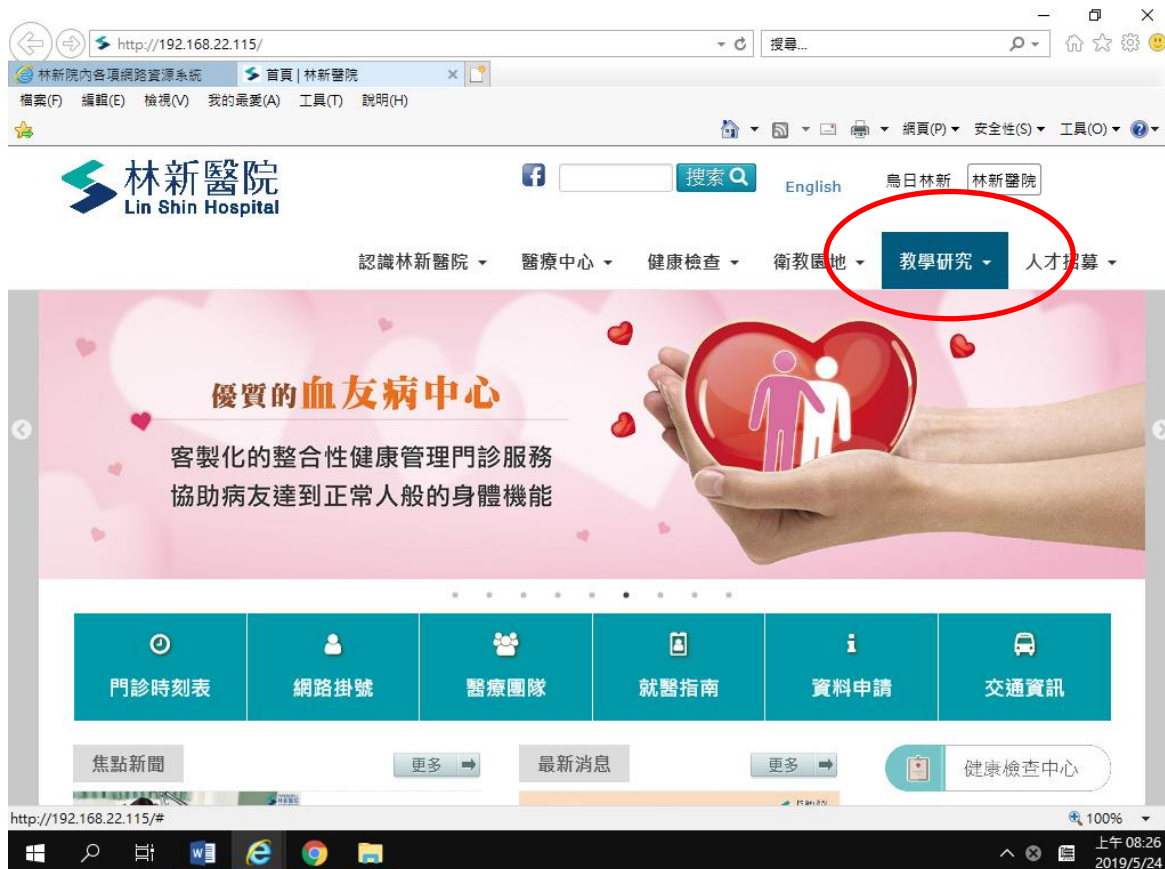 http://192.168.22.115/
搜尋...
林新院內各項網路資源系統
首頁 | 林新醫院
檔案(F) 編輯(E) 檢視(V) 我的最愛(A) 工具(T) 說明(H)
網頁(P) 安全性(S) 工具(O)
林新醫院
Lin Shin Hospital
搜索
English
烏日林新
林新醫院
認識林新醫院 醫療中心 健康檢查 衛教園地 教學研究 人才招募
優質的血友病中心
客製化的整合性健康管理門診服務
協助病友達到正常人般的身體機能
門診時刻表 網路掛號 醫療團隊 就醫指南 資料申請 交通資訊
焦點新聞 更多 最新消息 更多 健康檢查中心
http://192.168.22.115/#
100%
上午 08:26
2019/5/24